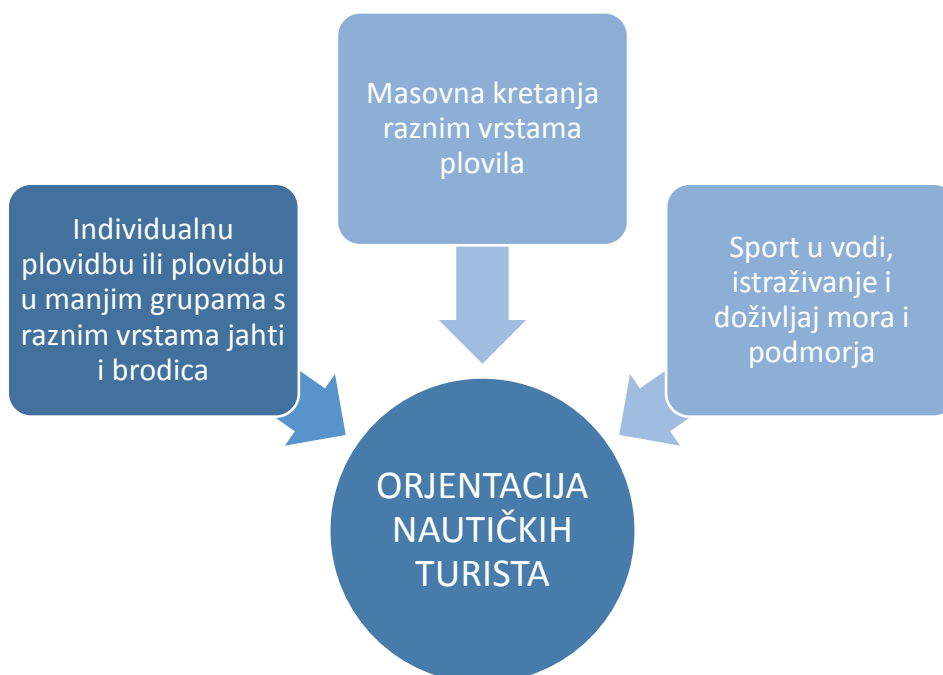 Masovna kretanja
raznim vrstama
plovila
Individualnu
plovidbu ili plovidbu
u manjim grupama s
raznim vrstama jahti
i brodica
Sport u vodi,
istraživanje i
doživljaj mora i
podmorja
ORJENTACIJA
NAUTIČKIH
TURISTA